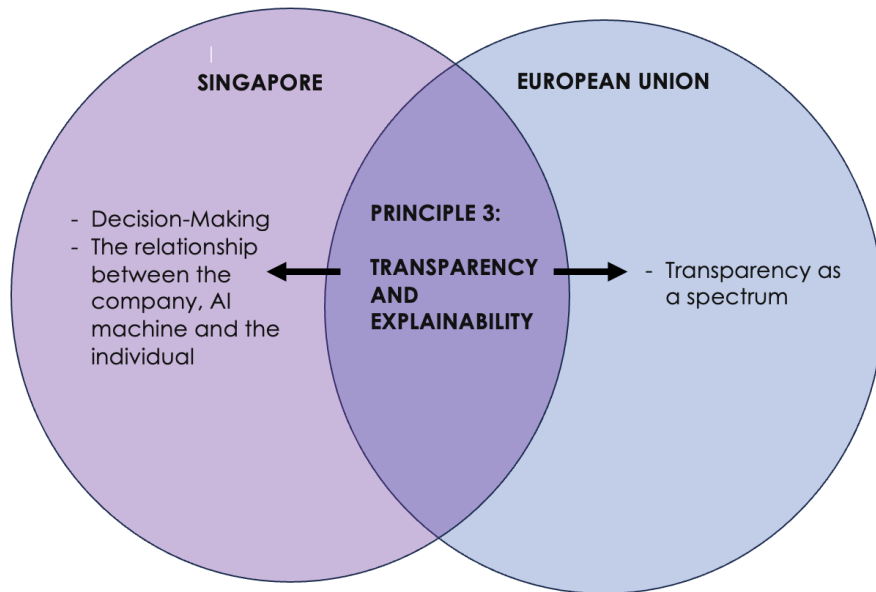 SINGAPORE
EUROPEAN UNION
- Decision-Making
- The relationship
between the
company, AI
machine and the
individual
PRINCIPLE 3:
TRANSPARENCY
AND
EXPLAINABILITY
- Transparency as
a spectrum